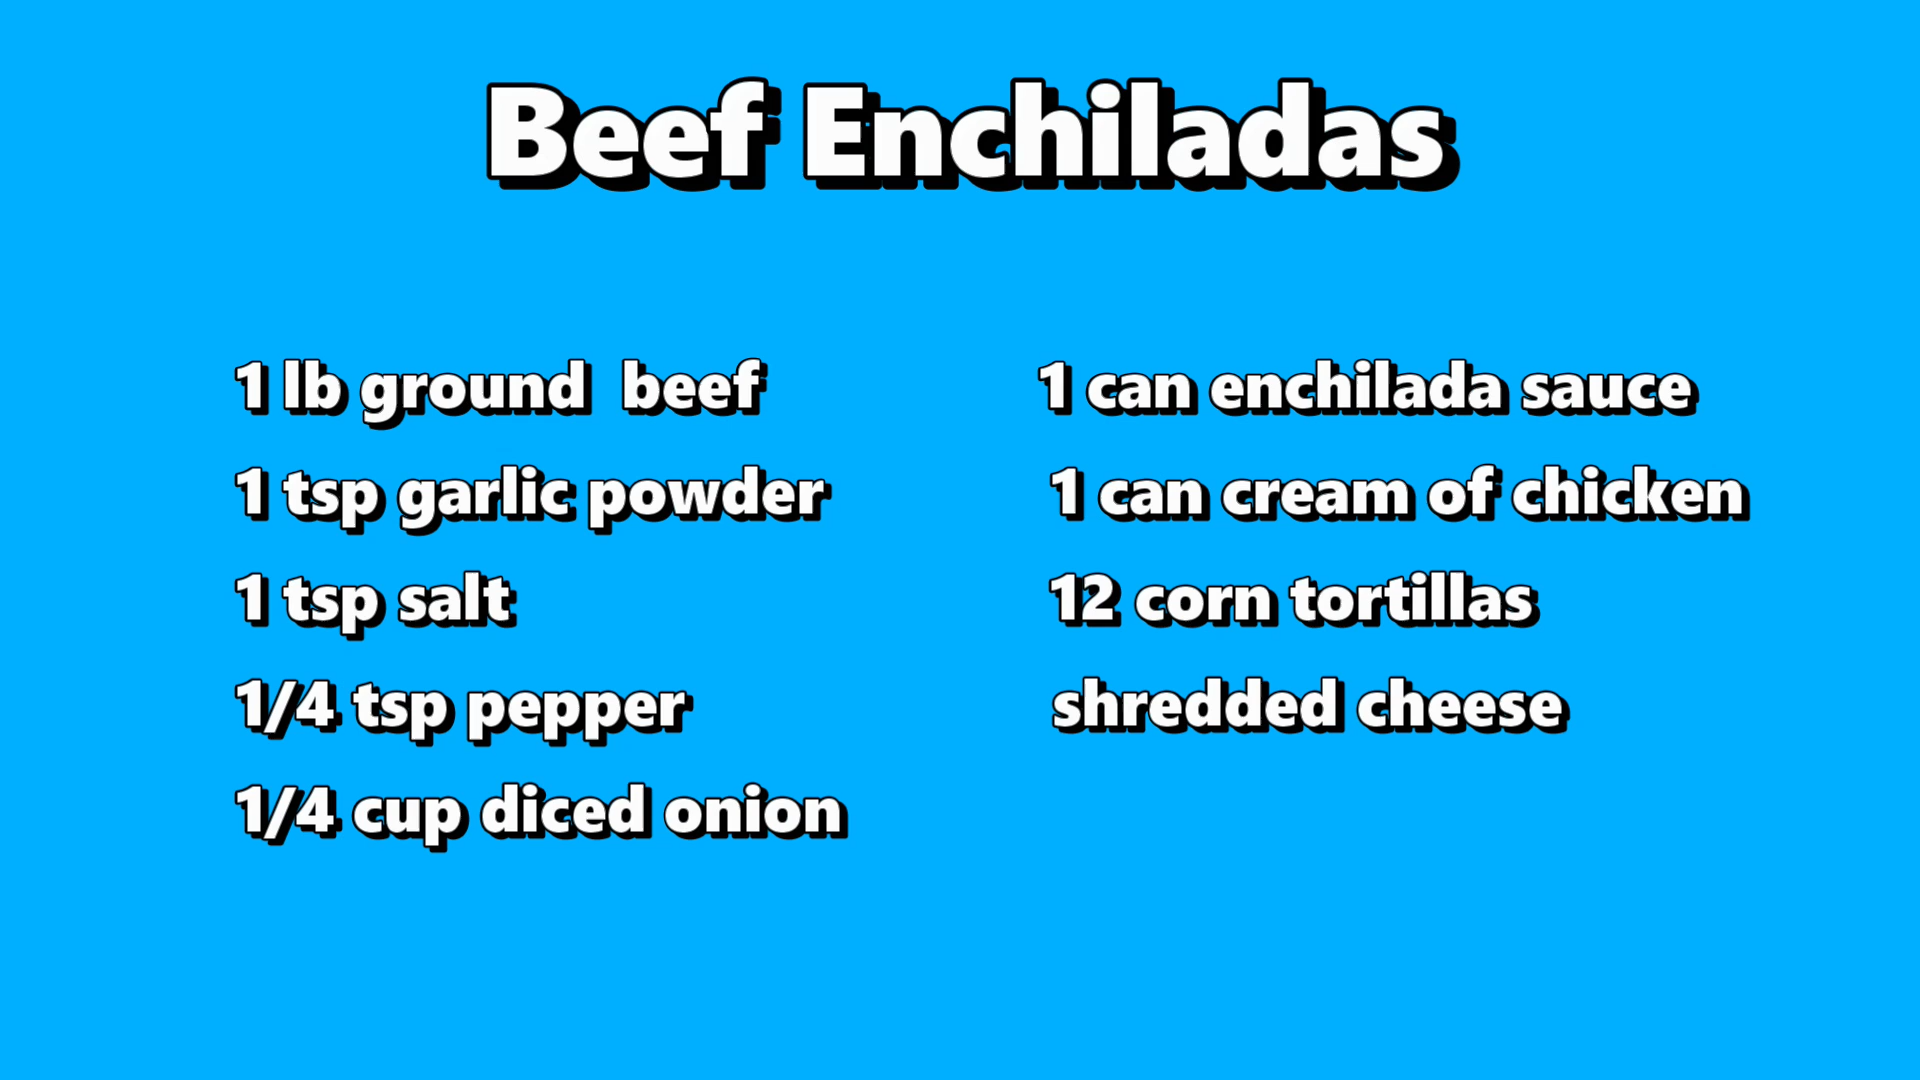 Beef Enchiladas
1 lb ground  beef
1 tsp garlic powder
1 tsp salt
1/4 tsp pepper
1/4 cup diced onion
1 can enchilada sauce
1 can cream of chicken
12 corn tortillas
shredded cheese